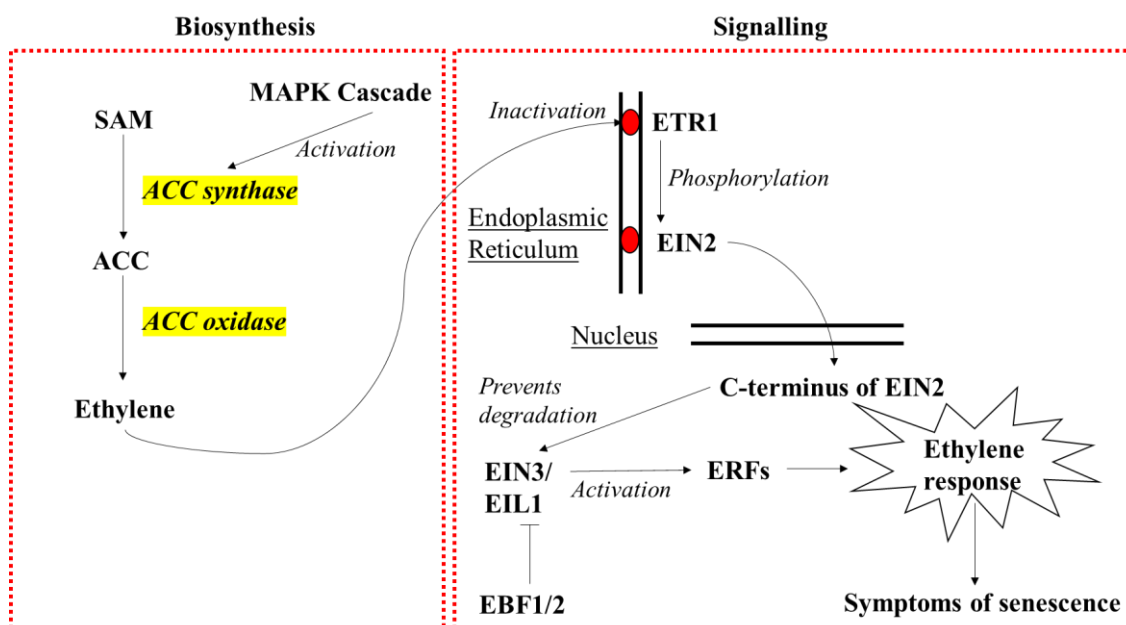 Biosynthesis
Signalling
MAPK Cascade
SAM
Activation
ACC synthase
ACC
ACC oxidase
Ethylene
Inactivation
ETR1
Phosphorylation
Endoplasmic
Reticulum
EIN2
Nucleus
Prevents
degradation
C-terminus of EIN2
EIN3/
EIL1
Activation
ERFs
Ethylene
response
EBF1/2
Symptoms of senescence